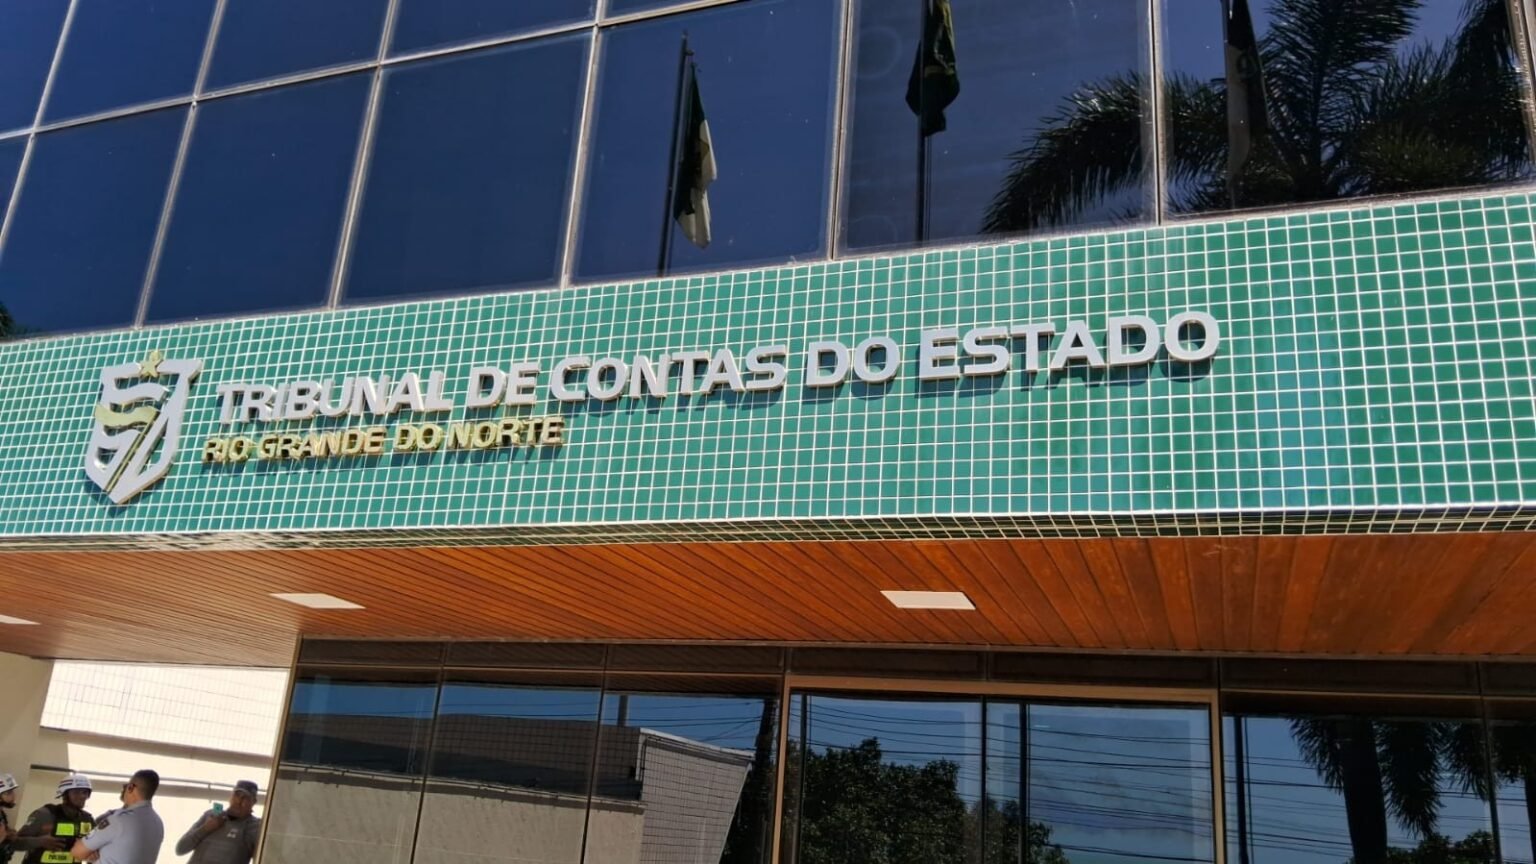 TRIBUNAL DE CONTAS DO ESTADO
RIO GRANDE DO NORTE